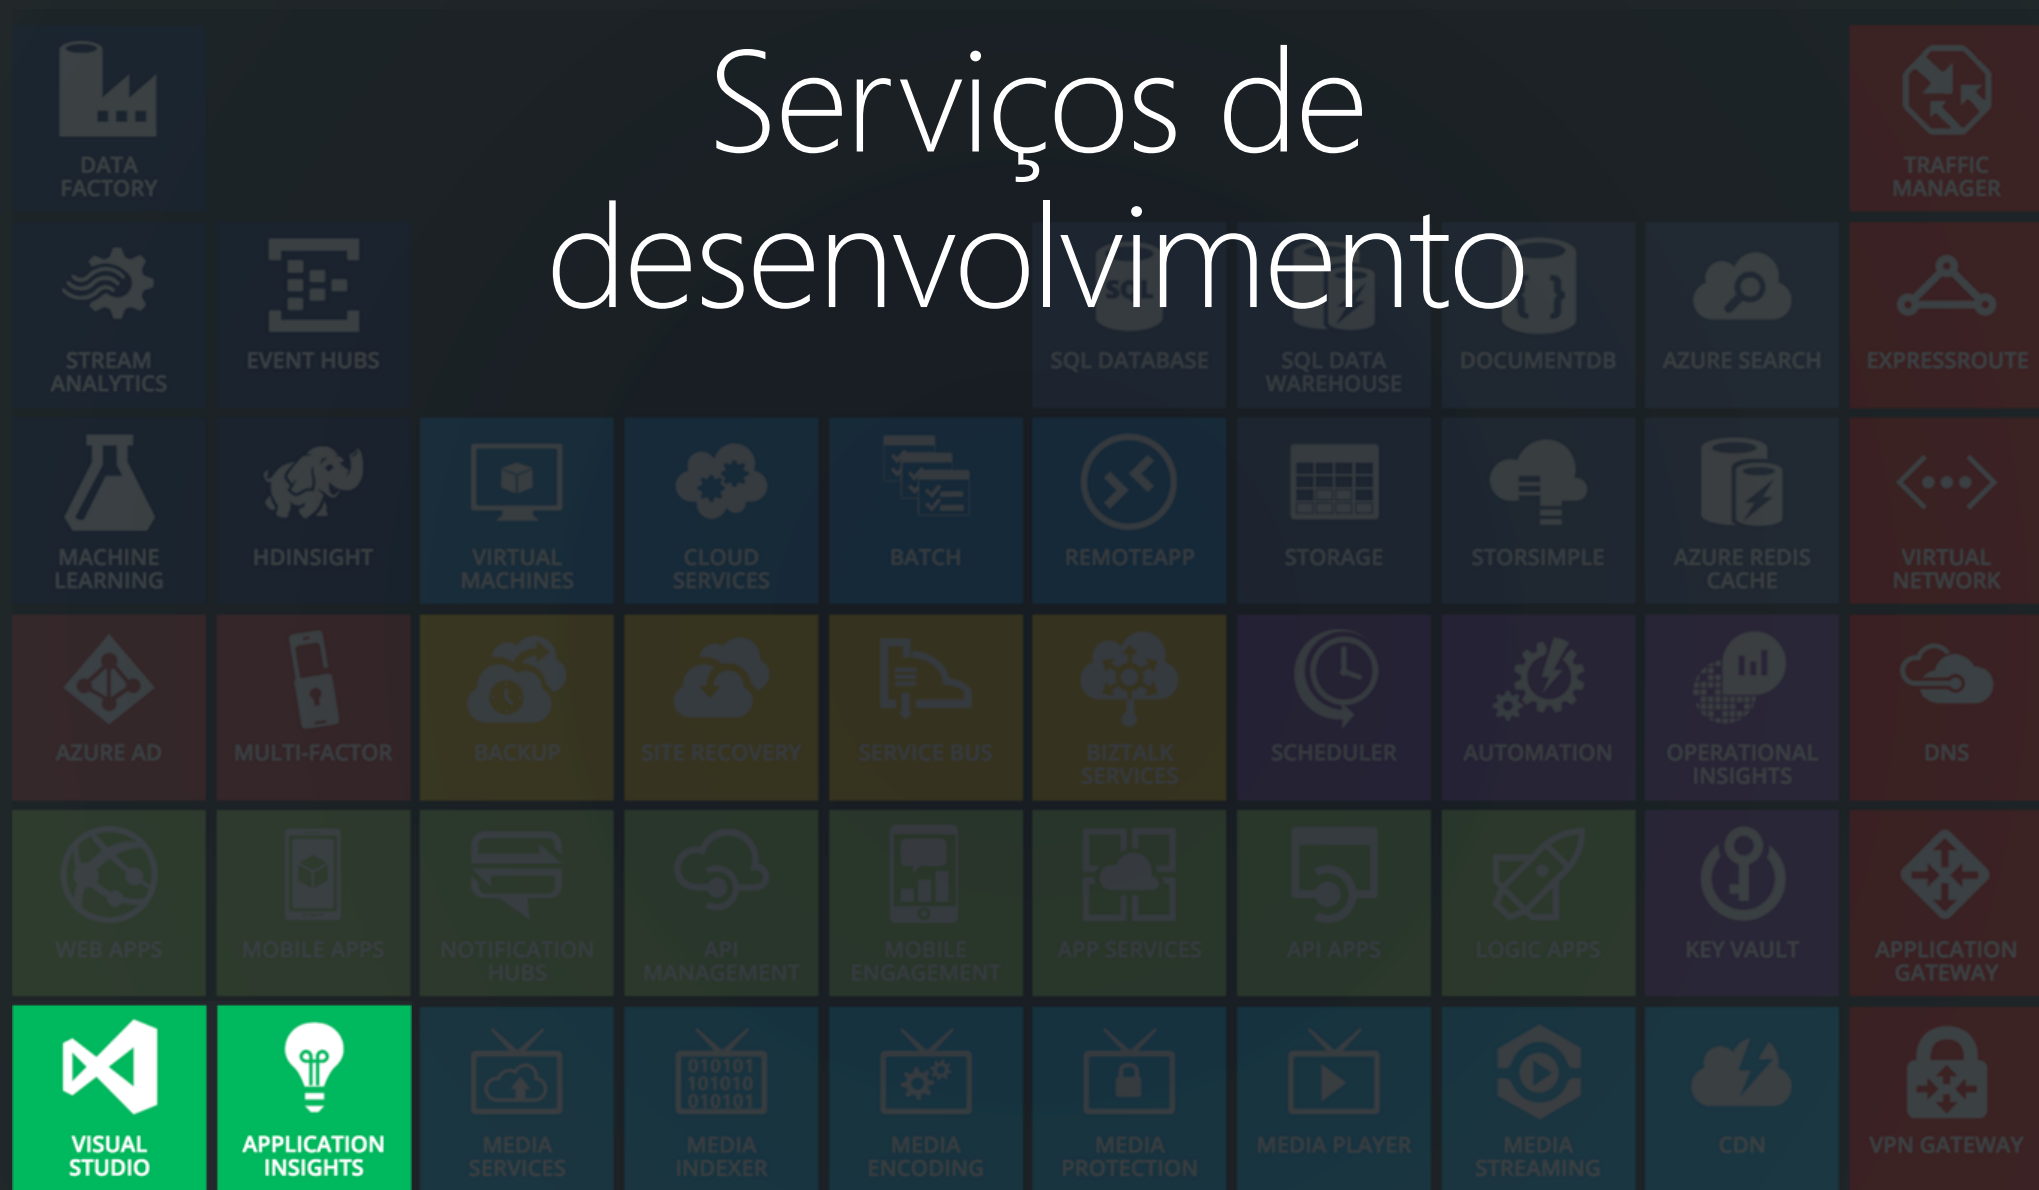 Serviços de
desenvolvimento
DATA
FACTORY
TRAFFIC
MANAGER
STREAM
ANALYTICS
EVENT HUBS
SQL
SQL DATABASE
SQL DATA
WAREHOUSE
DOCUMENTDB
AZURE SEARCH
EXPRESSROUTE
MACHINE
LEARNING
HDINSIGHT
VIRTUAL
MACHINES
CLOUD
SERVICES
BATCH
REMOTEAPP
STORAGE
STORSIMPLE
AZURE REDIS
CACHE
VIRTUAL
NETWORK
AZURE AD
MULTI-FACTOR
BACKUP
SITE RECOVERY
SERVICE BUS
BIZTALK
SERVICES
SCHEDULER
AUTOMATION
OPERATIONAL
INSIGHTS
DNS
WEB APPS
MOBILE APPS
NOTIFICATION
HUBS
API
MANAGEMENT
MOBILE
ENGAGEMENT
APP SERVICES
API APPS
LOGIC APPS
KEY VAULT
APPLICATION
GATEWAY
VISUAL
STUDIO
APPLICATION
INSIGHTS
MEDIA
SERVICES
010101
101010
010101
MEDIA
INDEXER
MEDIA
ENCODING
MEDIA
PROTECTION
MEDIA PLAYER
MEDIA
STREAMING
CDN
VPN GATEWAY